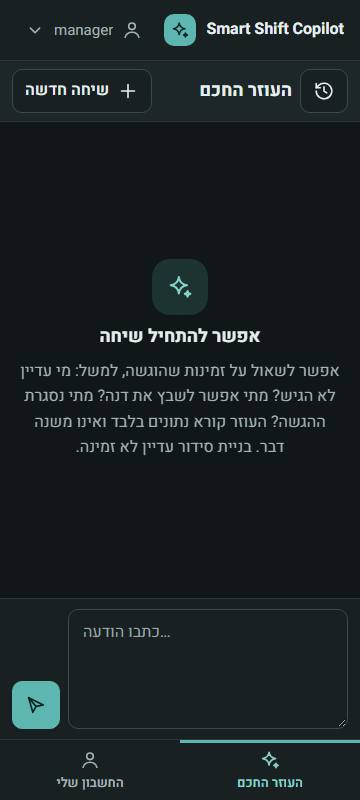 Smart Shift Copilot
manager
העוזר החכם
שיחה חדשה
אפשר להתחיל שיחה
אפשר לשאול על זמינות שהוגשה, למשל: מי עדיין
לא הגיש? מתי אפשר לשבץ את דנה? מתי נסגרת
ההגשה? העוזר קורא נתונים בלבד ואינו משנה
דבר. בניית סידור עדיין לא זמינה.
כתבו הודעה...
העוזר החכם
החשבון שלי